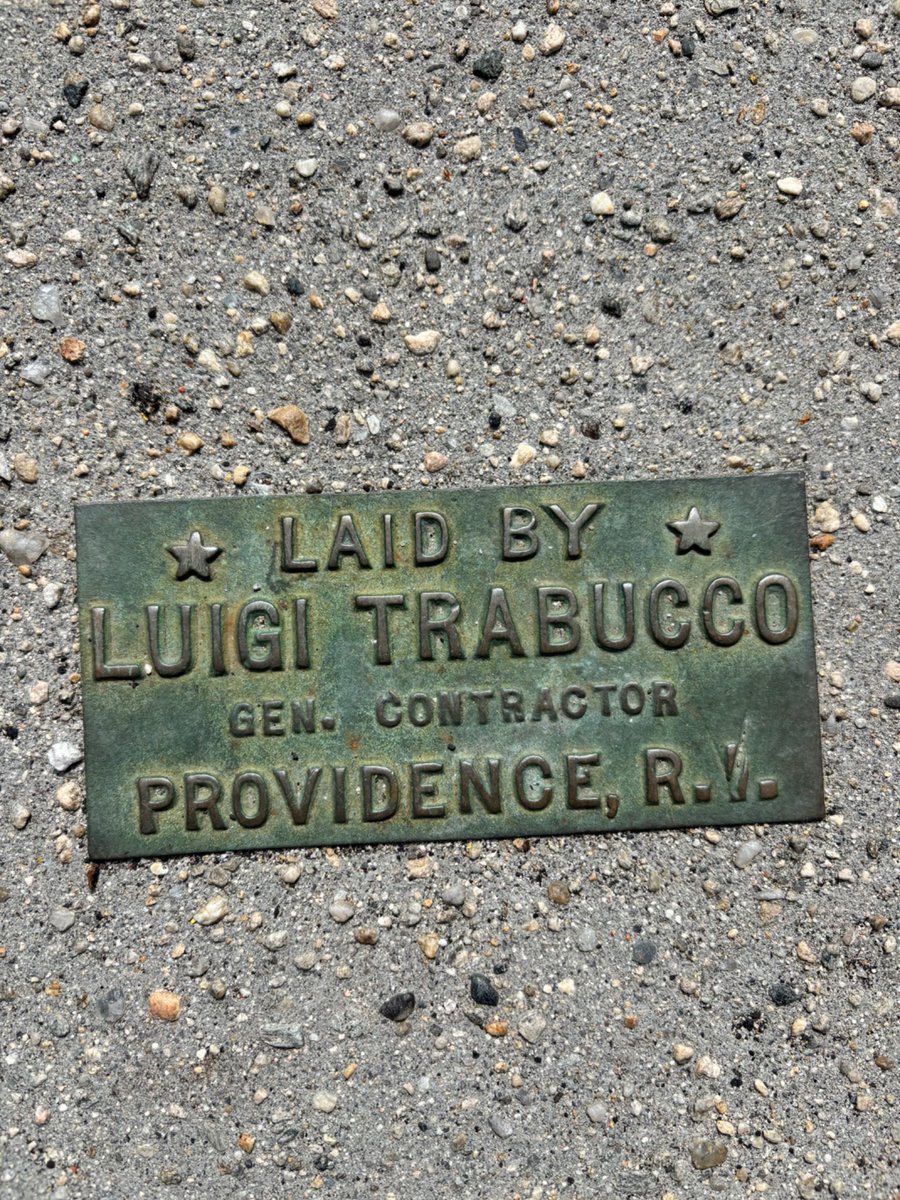 LAID BY
LUIGI TRABUCCO
GEN. CONTRACTOR
PROVIDENCE, R.I.